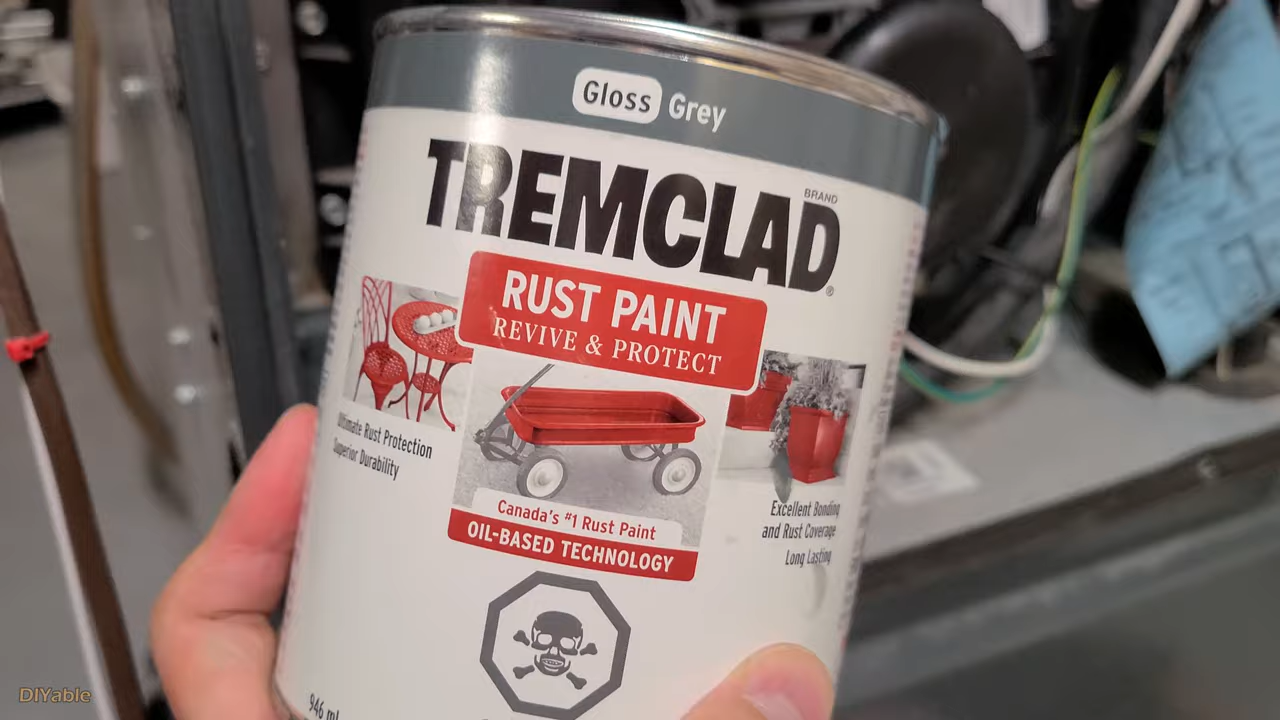 Gloss Grey
TREMCLAD
BRAND
®
RUST PAINT
REVIVE & PROTECT
Ultimate Rust Protection
Superior Durability
Excellent Bonding
and Rust Coverage
Long Lasting
Canada's #1 Rust Paint
OIL-BASED TECHNOLOGY
946 ml
DIYable